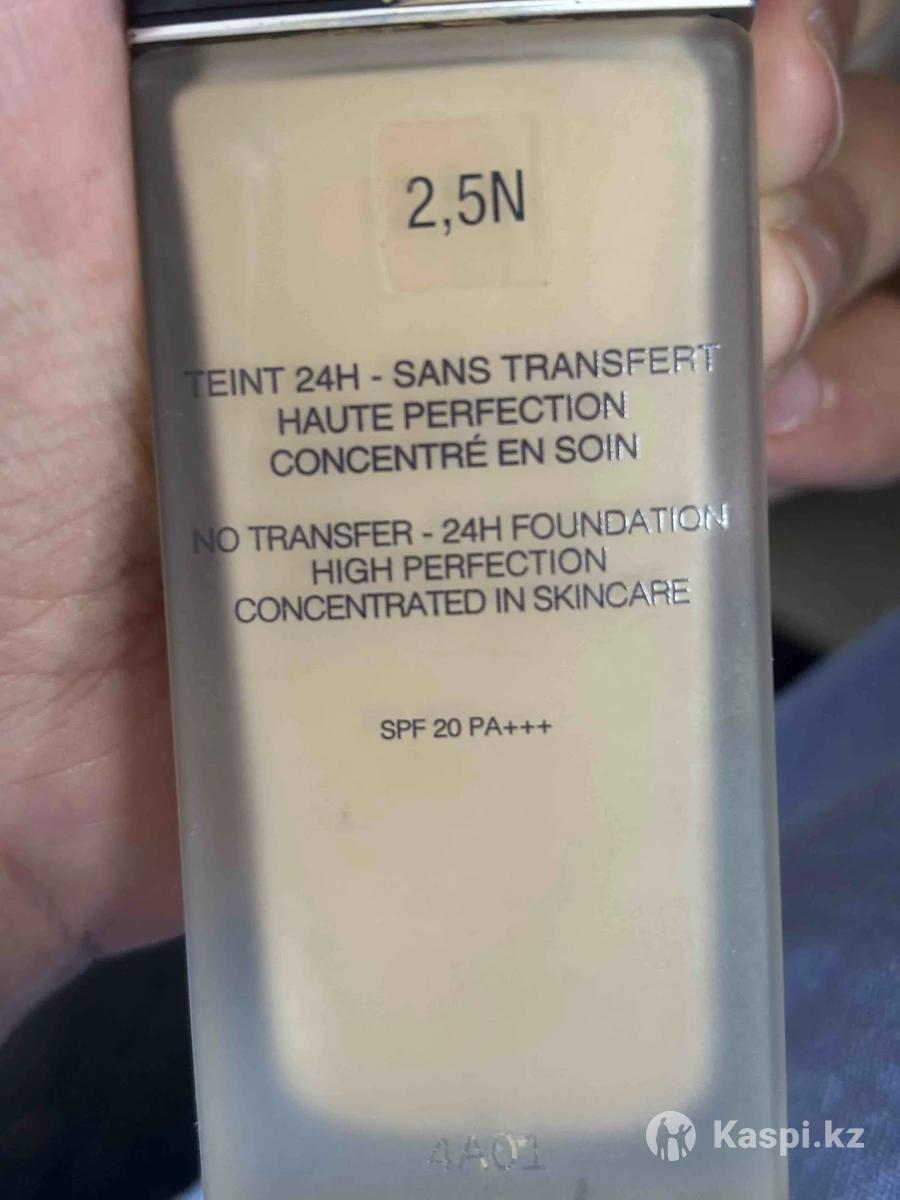 2,5N
TEINT 24H - SANS TRANSFERT
HAUTE PERFECTION
CONCENTRÉ EN SOIN
NO TRANSFER - 24H FOUNDATION
HIGH PERFECTION
CONCENTRATED IN SKINCARE
SPF 20 PA+++
4A01
Kaspi.kz